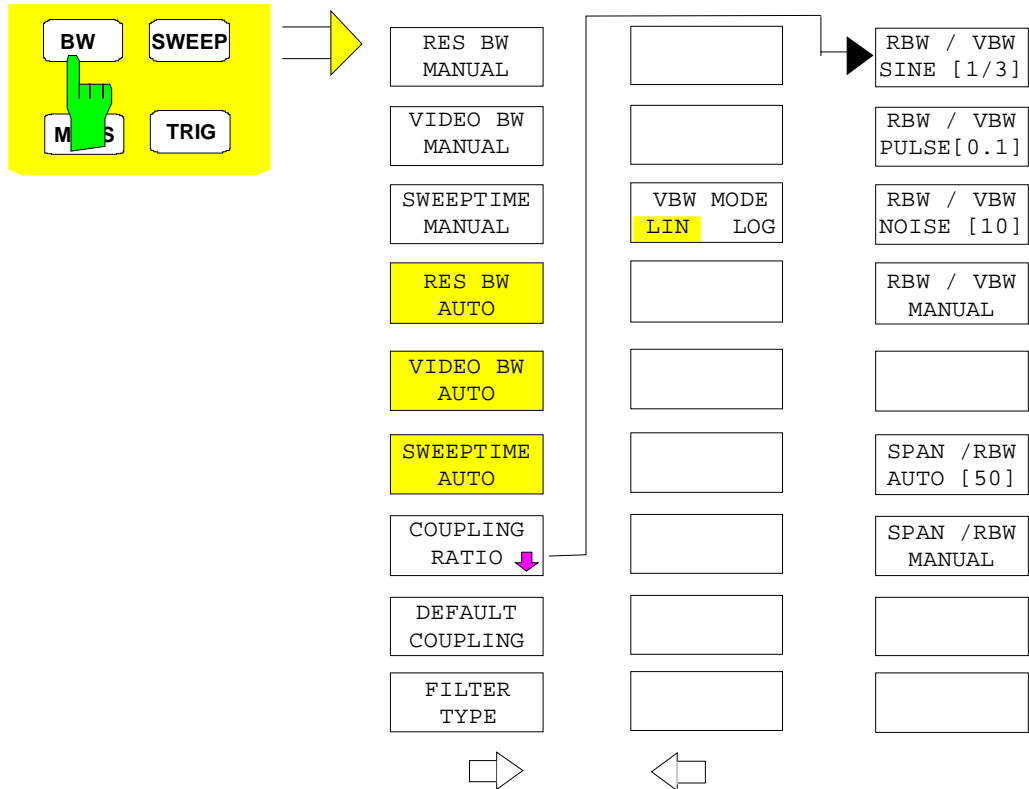 BW
SWEEP
M S
TRIG
RES BW
MANUAL
VIDEO BW
MANUAL
SWEEPTIME
MANUAL
RES BW
AUTO
VIDEO BW
AUTO
SWEEPTIME
AUTO
COUPLING
RATIO
DEFAULT
COUPLING
FILTER
TYPE
VBW MODE
LIN LOG
RBW / VBW
SINE [1/3]
RBW / VBW
PULSE[0.1]
RBW / VBW
NOISE [10]
RBW / VBW
MANUAL
SPAN /RBW
AUTO [50]
SPAN /RBW
MANUAL